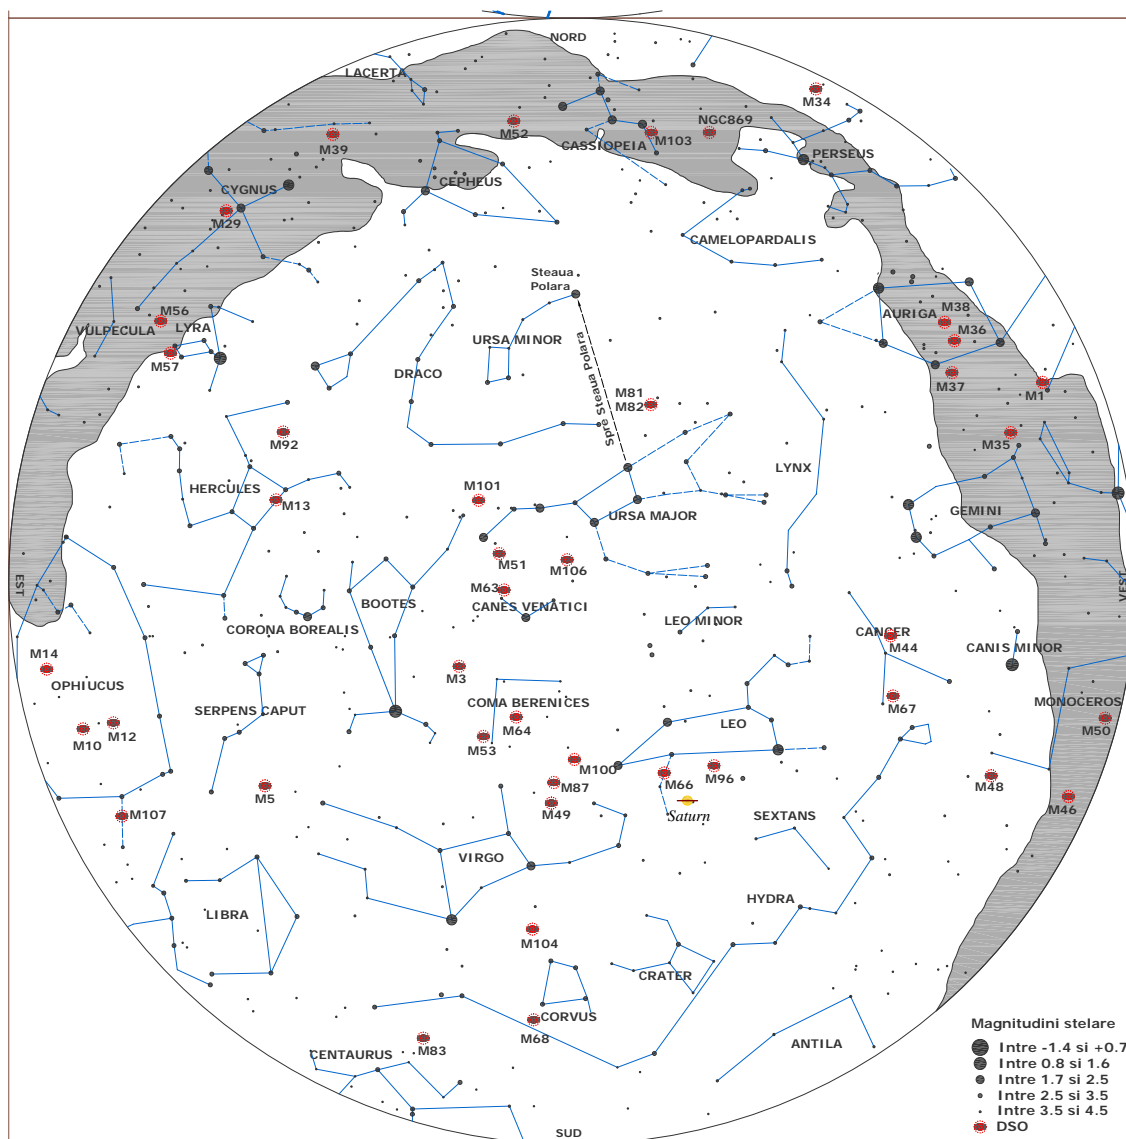 NORD
LACERTA
M34
NGC869
M52
M39
CASSIOPEIA
M103
PERSEUS
CEPHEUS
CYGNUS
M29
CAMELOPARDALIS
Steaua
Polara
M56
M38
AURIGA
VULPECULA
LYRA
M36
URSA MINOR
M57
DRACO
Spre Steaua Polara
M37
M81
M82
M1
M92
M35
LYNX
HERCULES
M101
M13
URSA MAJOR
GEMINI
M51
M106
EST
VEST
M63
BOOTES
CANES VENATICI
LEO MINOR
CORONA BOREALIS
CANCER
M44
CANIS MINOR
M14
M3
OPHIUCUS
COMA BERENICES
M67
MONOCEROS
SERPENS CAPUT
M64
LEO
M50
M10
M12
M53
M100
M66
M96
M87
M48
M5
M49
M107
Saturn
SEXTANS
M46
VIRGO
HYDRA
LIBRA
M104
CRATER
CORVUS
M68
M83
CENTAURUS
ANTILA
SUD
Magnitudini stelare
Intre -1.4 si +0.7
Intre 0.8 si 1.6
Intre 1.7 si 2.5
Intre 2.5 si 3.5
Intre 3.5 si 4.5
DSO